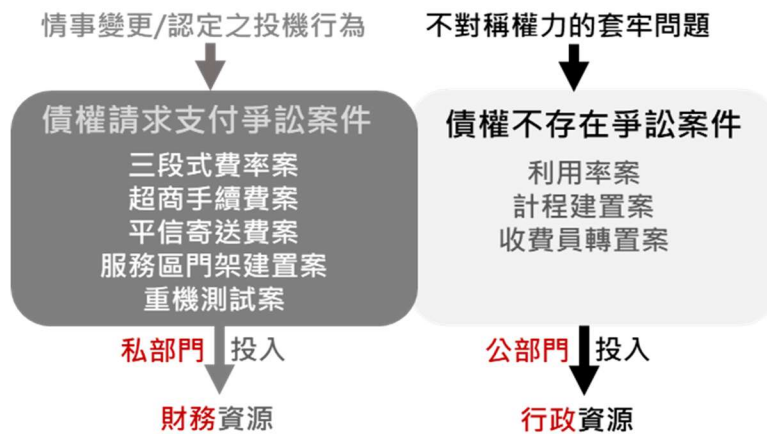 情事變更/認定之投機行為
債權請求支付爭訟案件
三段式費率案
超商手續費案
平信寄送費案
服務區門架建置案
重機測試案
私部門 投入
財務資源
不對稱權力的套牢問題
債權不存在爭訟案件
利用率案
計程建置案
收費員轉置案
公部門 投入
行政資源